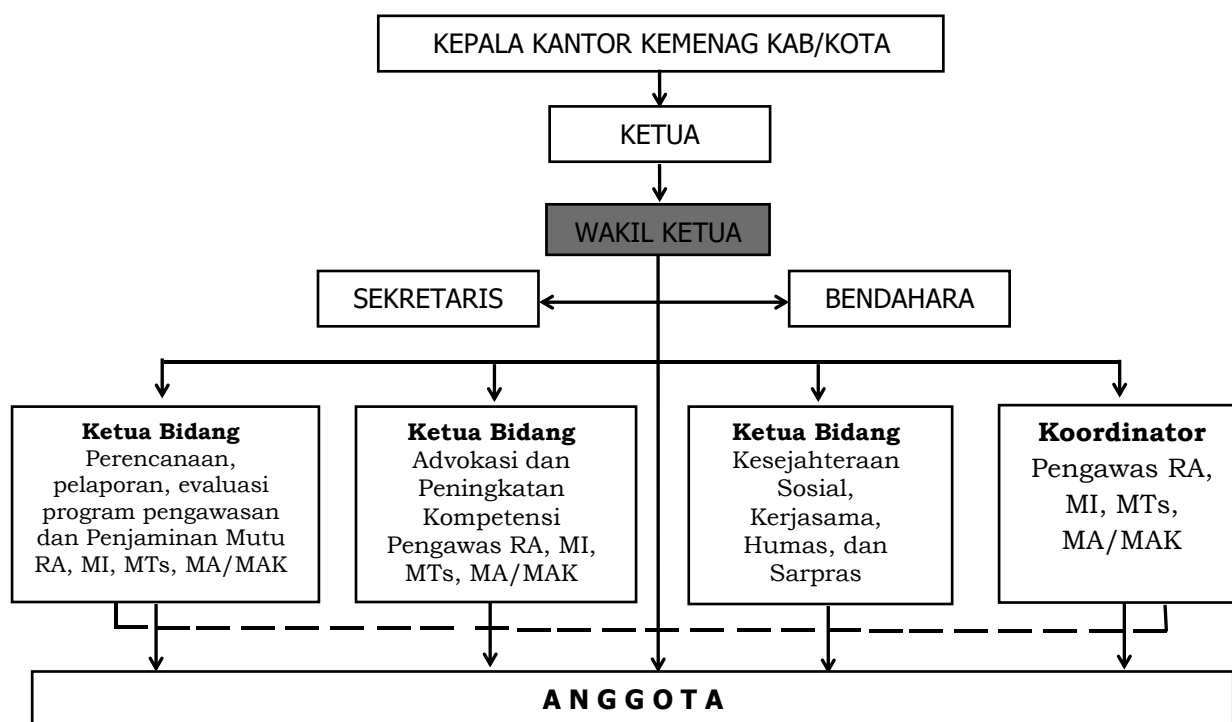 KEPALA KANTOR KEMENAG KAB/KOTA
KETUA
WAKIL KETUA
SEKRETARIS
BENDAHARA
Ketua Bidang
Perencanaan,
pelaporan, evaluasi
program pengawasan
dan Penjaminan Mutu
RA, MI, MTs, MA/MAK
Ketua Bidang
Advokasi dan
Peningkatan
Kompetensi
Pengawas RA, MI,
MTs, MA/MAK
Ketua Bidang
Kesejahteraan
Sosial,
Kerjasama,
Humas, dan
Sarpras
Koordinator
Pengawas RA,
MI, MTs,
MA/MAK
A N G G O T A